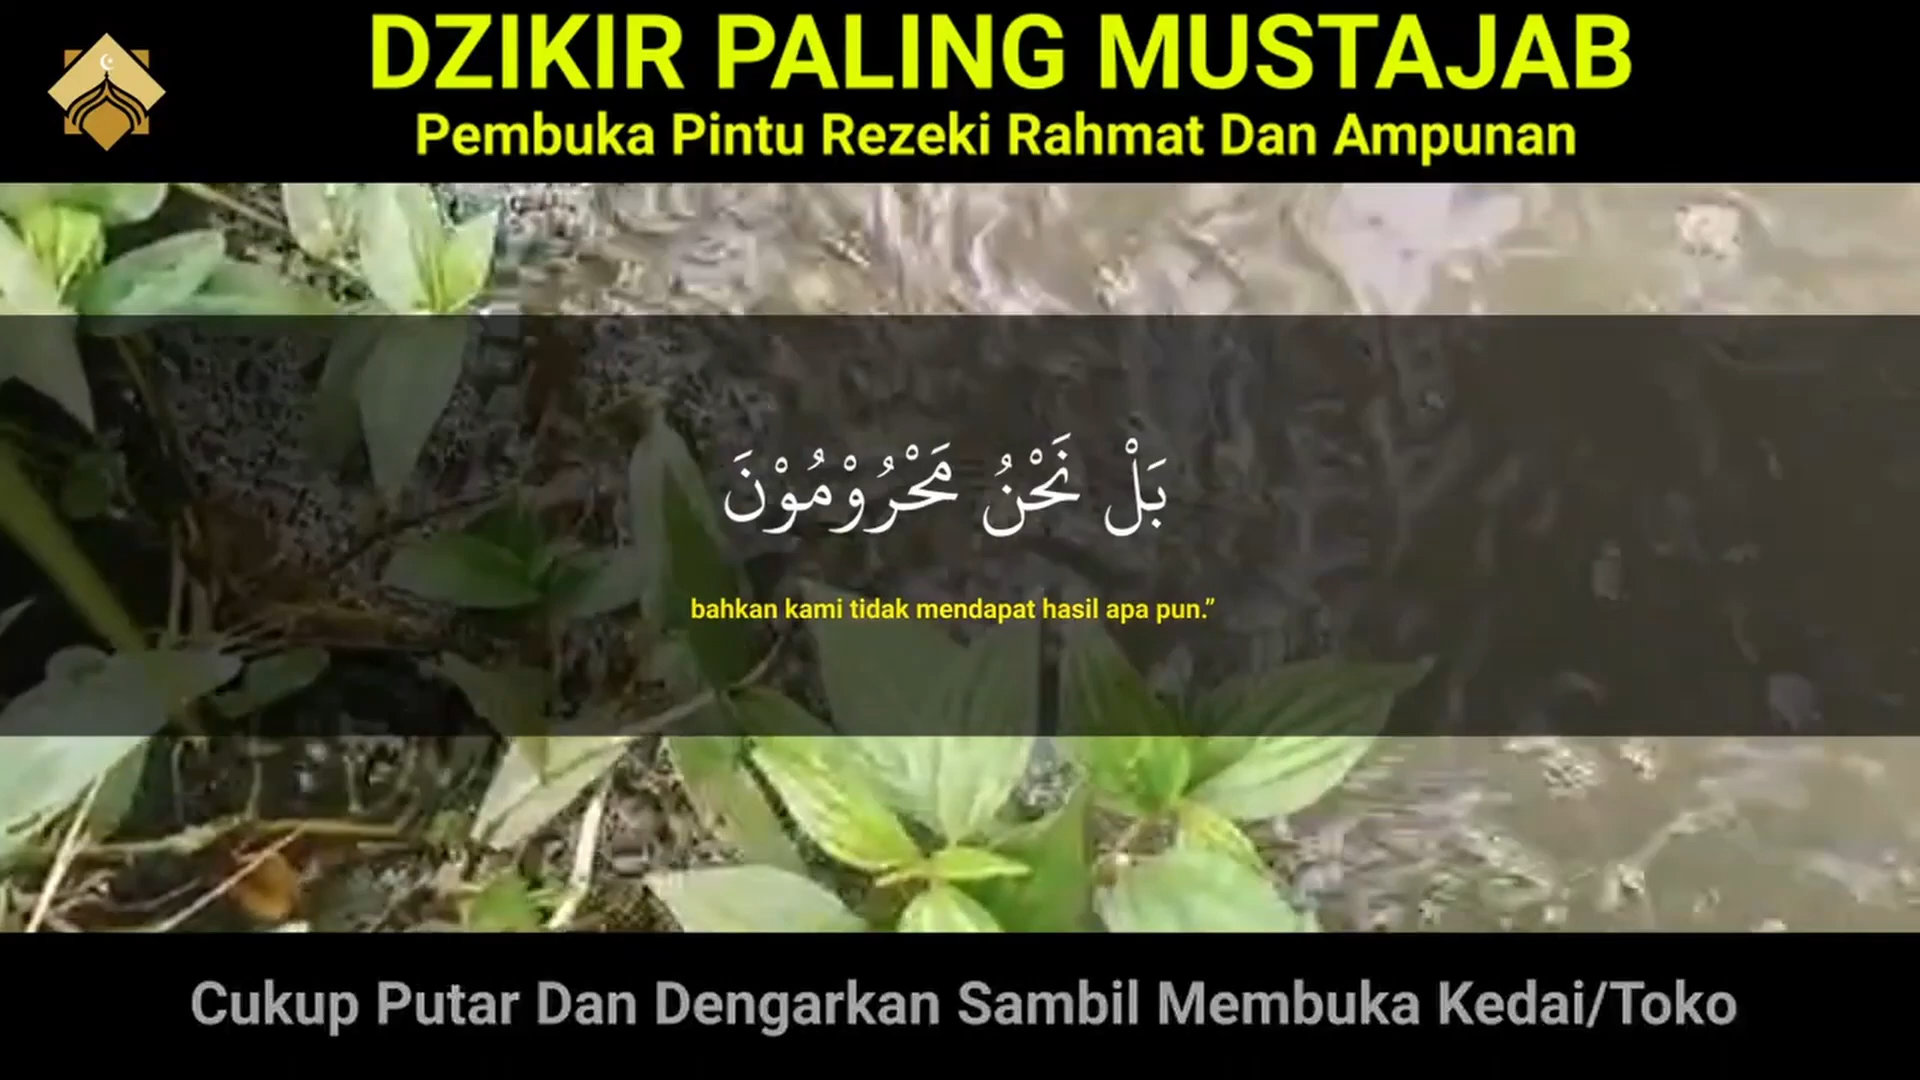 DZIKIR PALING MUSTAJAB
Pembuka Pintu Rezeki Rahmat Dan Ampunan
بَلْ نَحْنُ مَحْرُوْمُوْنَ
bahkan kami tidak mendapat hasil apa pun.”
Cukup Putar Dan Dengarkan Sambil Membuka Kedai/Toko